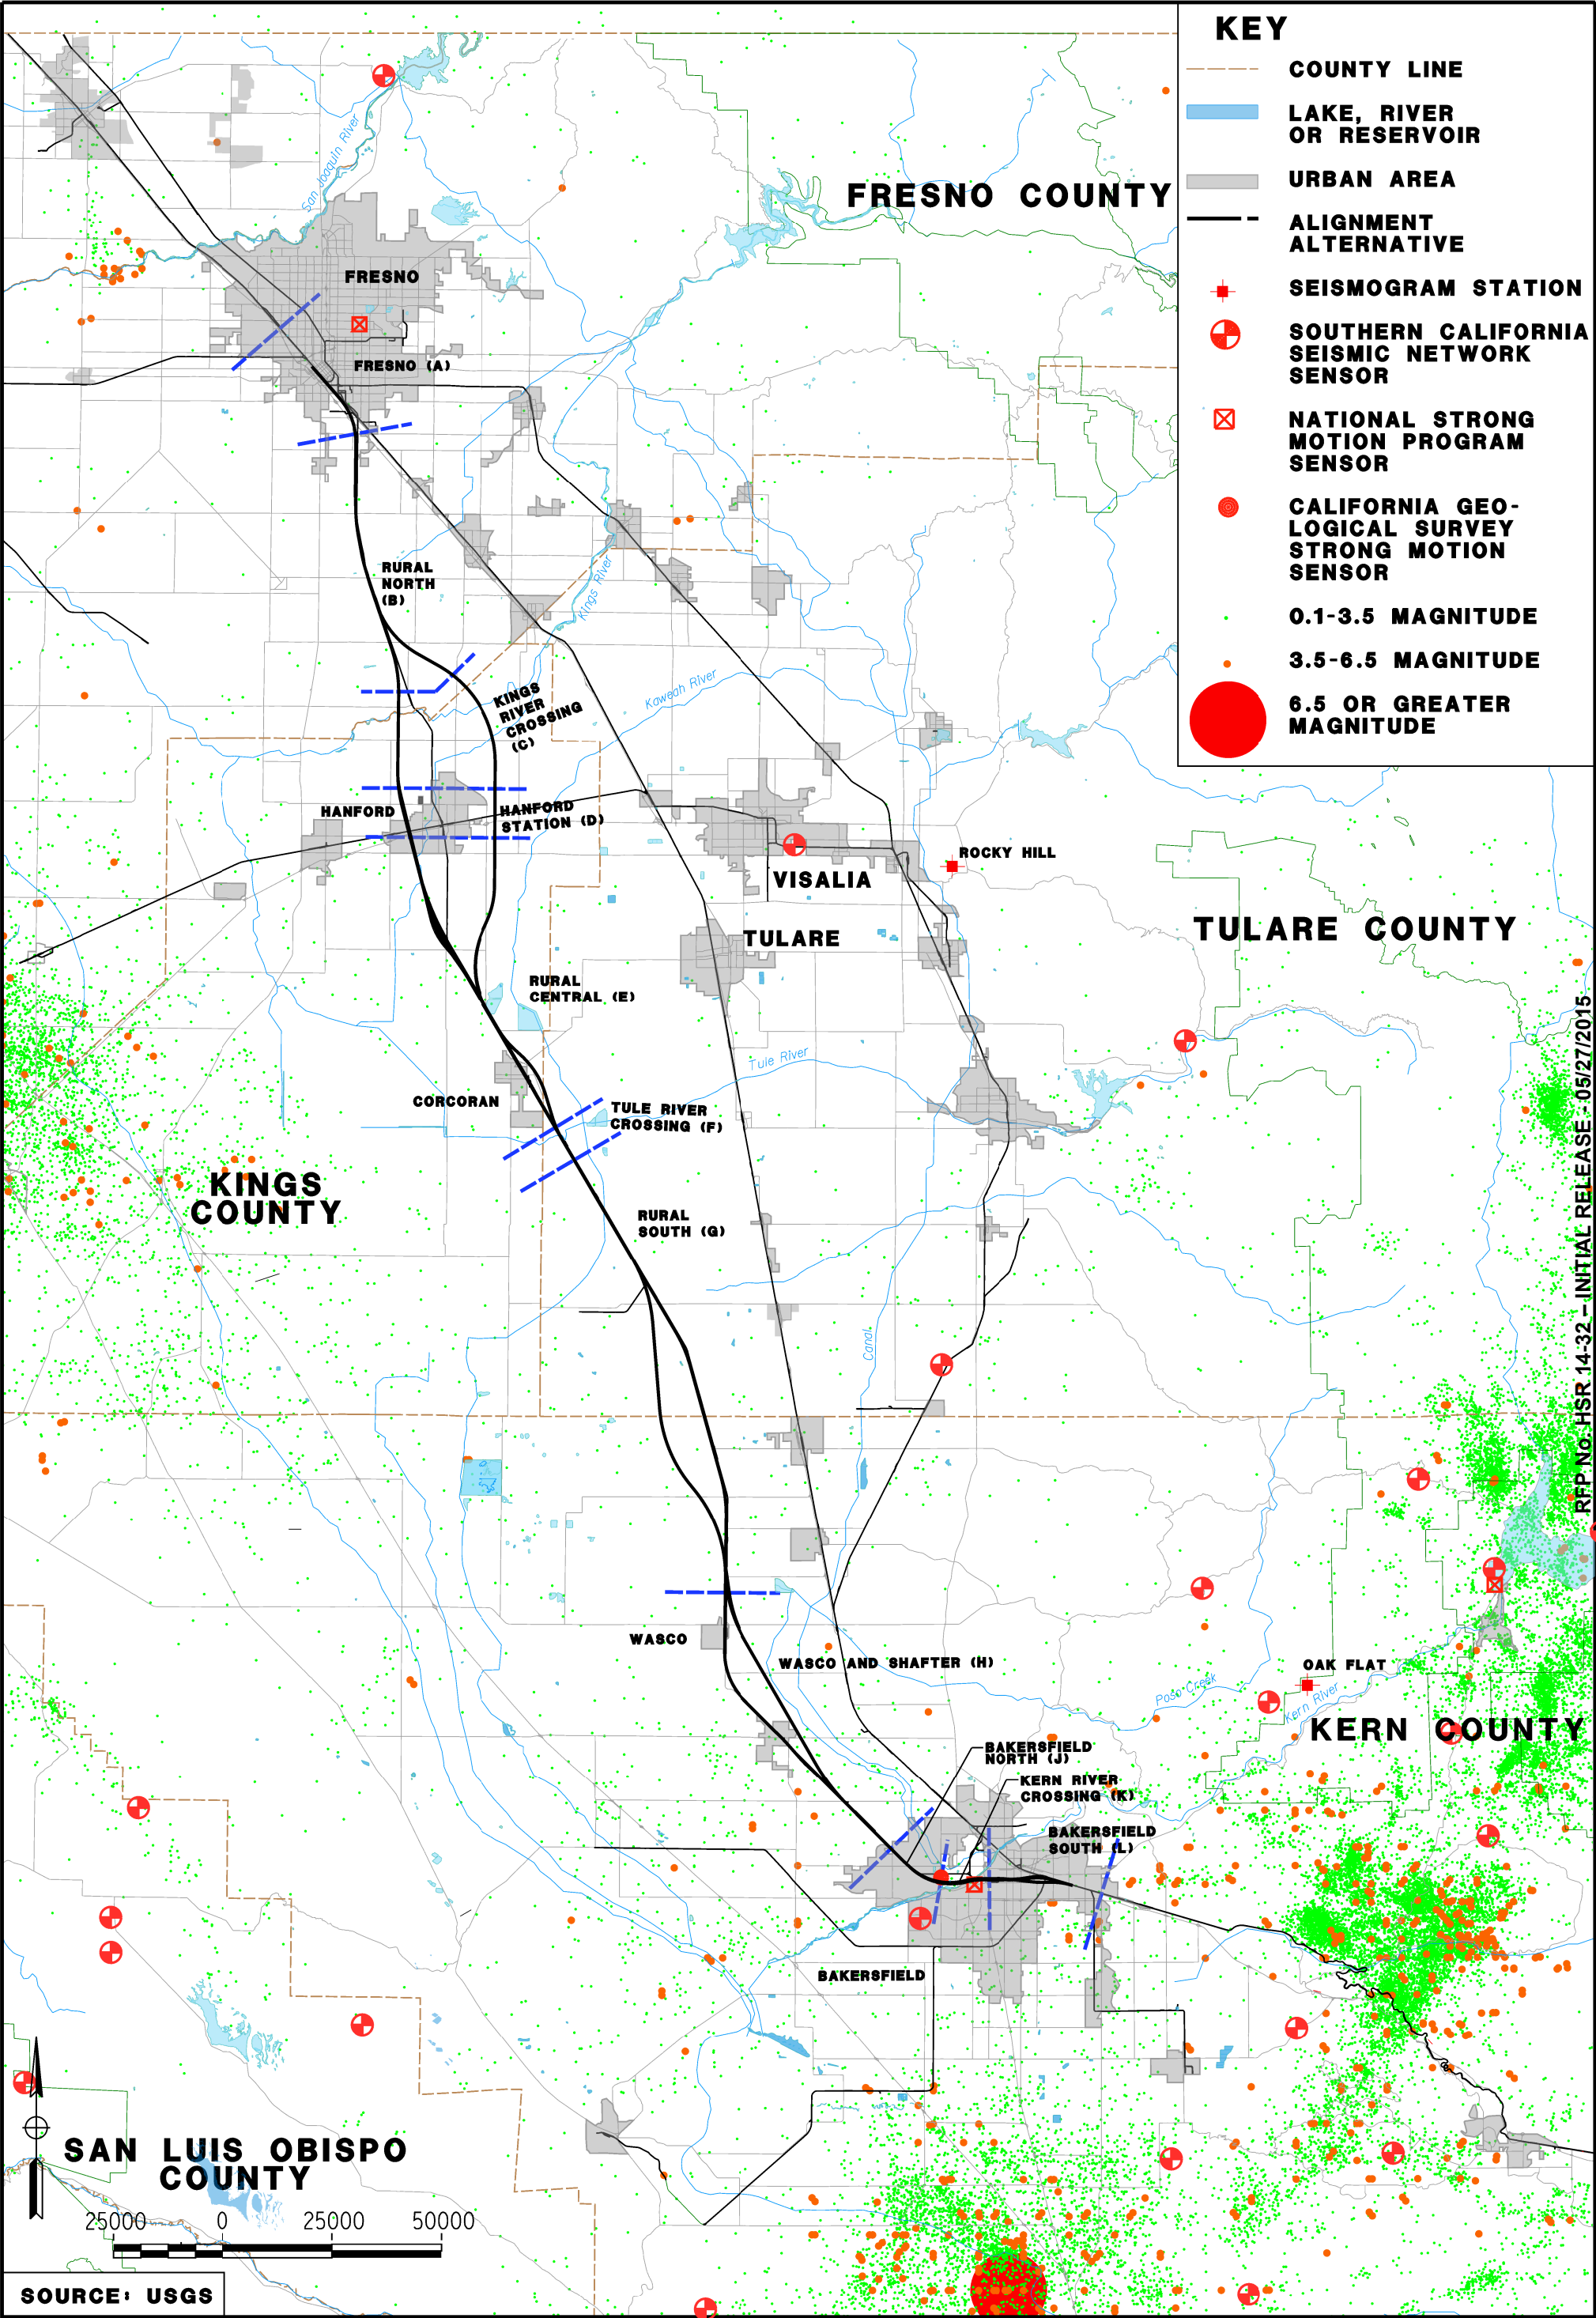 KEY
COUNTY LINE
LAKE, RIVER
OR RESERVOIR
URBAN AREA
ALIGNMENT
ALTERNATIVE
SEISMOGRAM STATION
SOUTHERN CALIFORNIA
SEISMIC NETWORK
SENSOR
NATIONAL STRONG
MOTION PROGRAM
SENSOR
CALIFORNIA GEO-
LOGICAL SURVEY
STRONG MOTION
SENSOR
0.1-3.5 MAGNITUDE
3.5-6.5 MAGNITUDE
6.5 OR GREATER
MAGNITUDE
San Joaquin River
FRESNO COUNTY
FRESNO
FRESNO (A)
RURAL
NORTH
(B)
Kings River
KINGS
RIVER
CROSSING
(C)
Kaweah River
HANFORD
HANFORD
STATION (D)
ROCKY HILL
VISALIA
TULARE
TULARE COUNTY
RURAL
CENTRAL (E)
Tule River
CORCORAN
TULE RIVER
CROSSING (F)
KINGS
COUNTY
RURAL
SOUTH (G)
Canal
WASCO
WASCO AND SHAFTER (H)
OAK FLAT
Poso Creek
Kern River
KERN COUNTY
BAKERSFIELD
NORTH (J)
KERN RIVER
CROSSING (K)
BAKERSFIELD
SOUTH (L)
BAKERSFIELD
SAN LUIS OBISPO
COUNTY
25000 0 25000 50000
SOURCE: USGS
RFP No. HSR 14-32 – INITIAL RELEASE - 05/27/2015